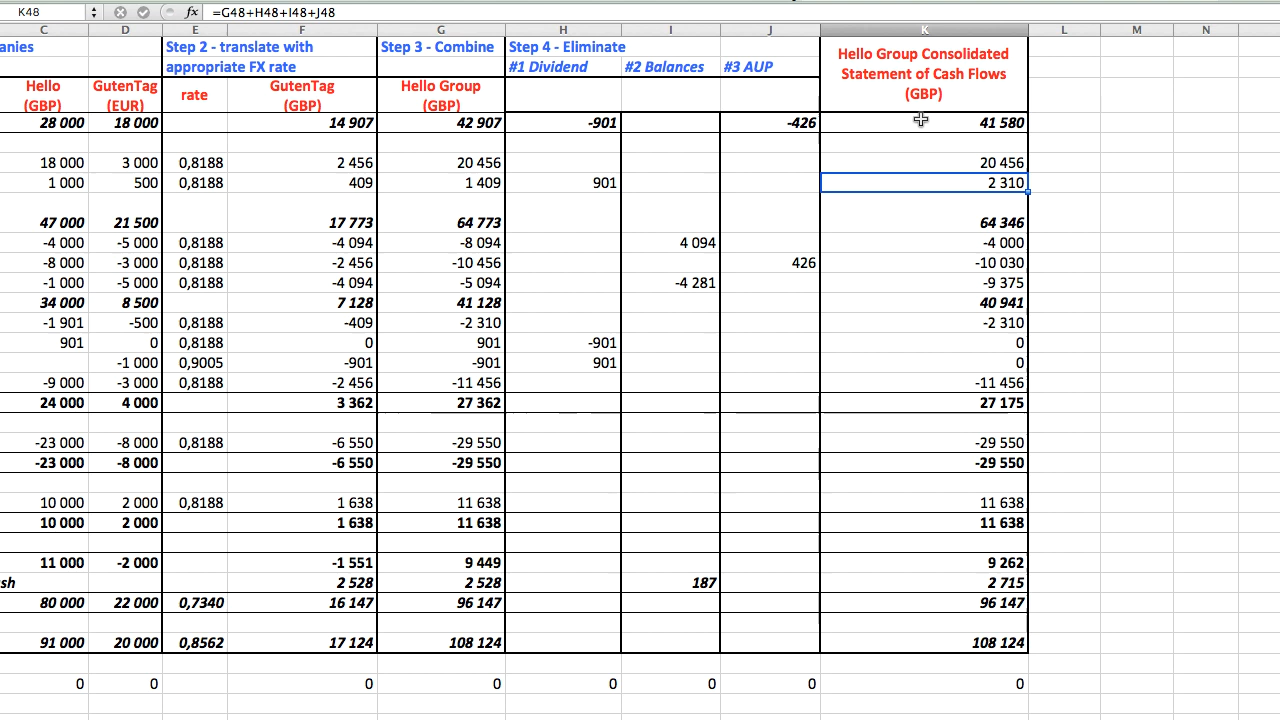 K48 fx =G48+H48+I48+J48
C D E F G H I J K L M N
anies Step 2 - translate with Step 3 - Combine Step 4 - Eliminate Hello Group Consolidated
appropriate FX rate #1 Dividend #2 Balances #3 AUP Statement of Cash Flows
Hello GutenTag rate GutenTag Hello Group (GBP)
(GBP) (EUR) (GBP) (GBP)
28 000 18 000 14 907 42 907 -901 -426 41 580
18 000 3 000 0,8188 2 456 20 456 20 456
1 000 500 0,8188 409 1 409 901 2 310
47 000 21 500 17 773 64 773 64 346
-4 000 -5 000 0,8188 -4 094 -8 094 4 094 -4 000
-8 000 -3 000 0,8188 -2 456 -10 456 426 -10 030
-1 000 -5 000 0,8188 -4 094 -5 094 -4 281 -9 375
34 000 8 500 7 128 41 128 40 941
-1 901 -500 0,8188 -409 -2 310 -2 310
901 0 0,8188 0 901 -901 0
-1 000 0,9005 -901 -901 901 0
-9 000 -3 000 0,8188 -2 456 -11 456 -11 456
24 000 4 000 3 362 27 362 27 175
-23 000 -8 000 0,8188 -6 550 -29 550 -29 550
-23 000 -8 000 -6 550 -29 550 -29 550
10 000 2 000 0,8188 1 638 11 638 11 638
10 000 2 000 1 638 11 638 11 638
11 000 -2 000 -1 551 9 449 9 262
sh 2 528 2 528 187 2 715
80 000 22 000 0,7340 16 147 96 147 96 147
91 000 20 000 0,8562 17 124 108 124 108 124
0 0 0 0 0 0 0 0